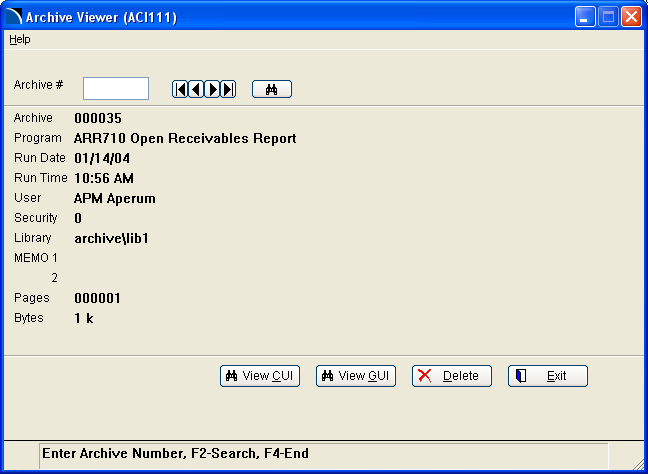 Archive Viewer (ACI111)
Help
Archive #
Archive 000035
Program ARR710 Open Receivables Report
Run Date 01/14/04
Run Time 10:56 AM
User APM Aperum
Security 0
Library archive\lib1
MEMO 1
2
Pages 000001
Bytes 1 k
View CUI View GUI Delete Exit
Enter Archive Number, F2-Search, F4-End